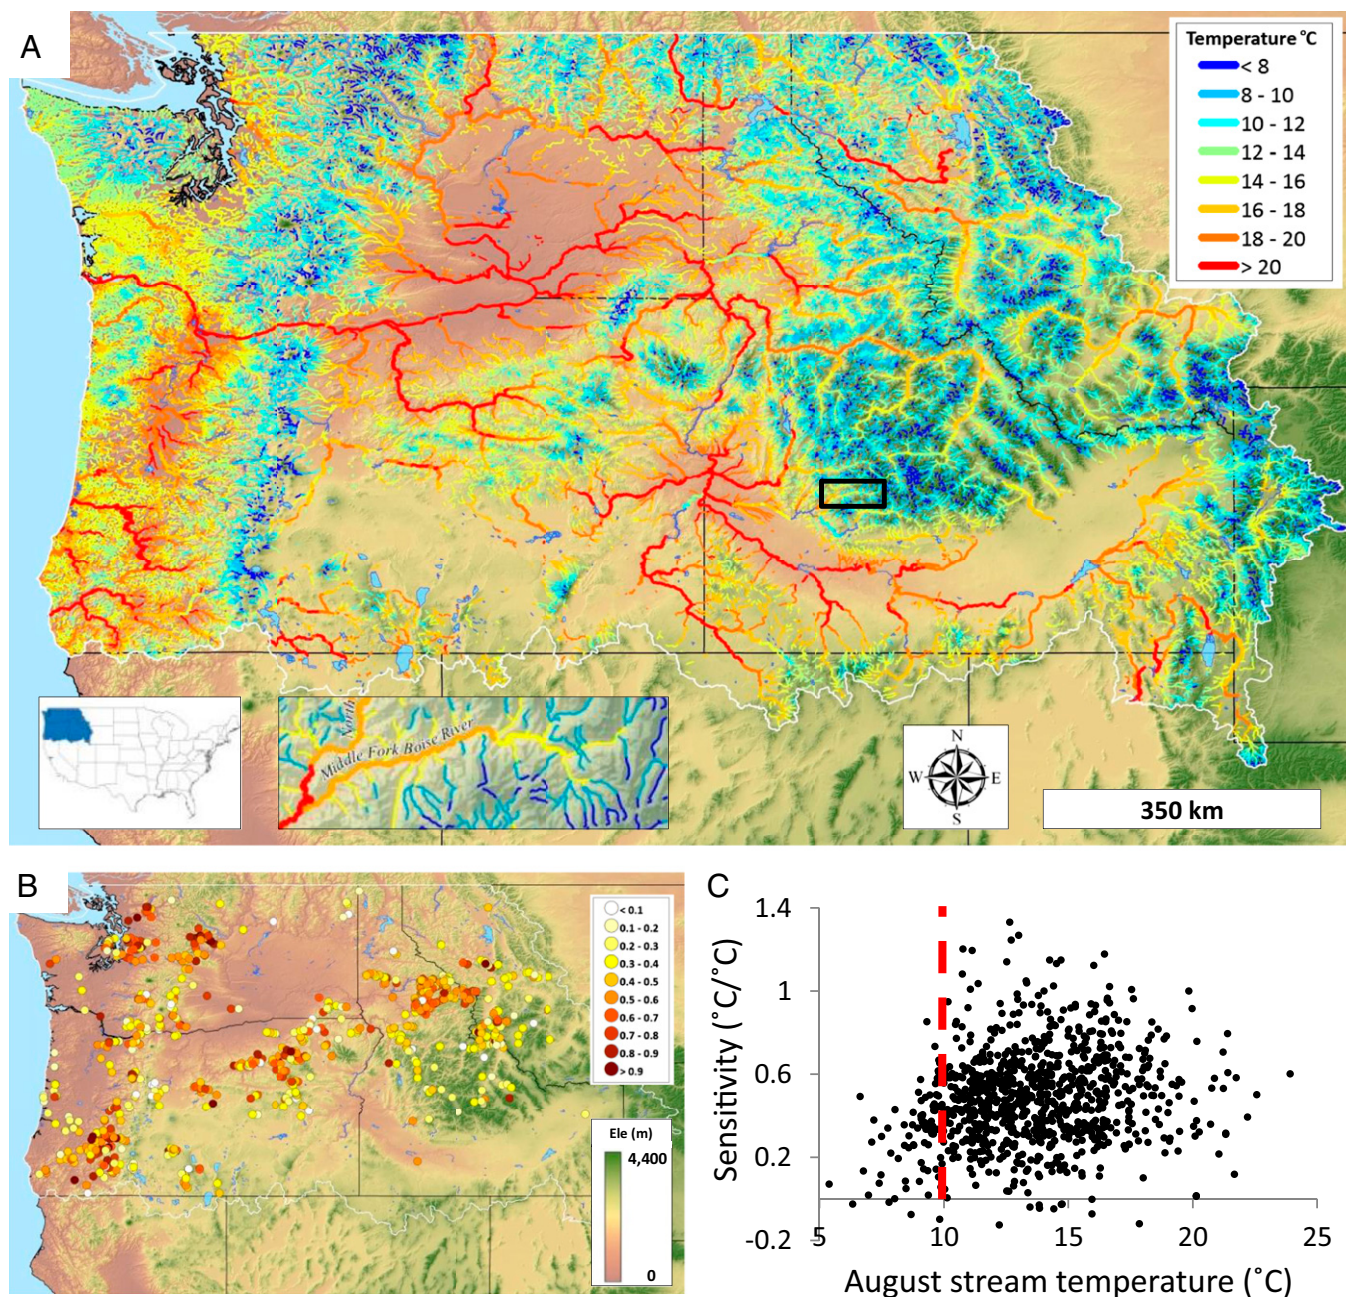 A
Temperature ˚C
< 8
8 - 10
10 - 12
12 - 14
14 - 16
16 - 18
18 - 20
> 20
North
Middle Fork Boise River
N
W E
S
350 km
B
< 0.1
0.1 - 0.2
0.2 - 0.3
0.3 - 0.4
0.4 - 0.5
0.5 - 0.6
0.6 - 0.7
0.7 - 0.8
0.8 - 0.9
> 0.9
Ele (m)
4,400
0
C
Sensitivity (˚C/˚C)
1.4
1
0.6
0.2
-0.2
5 10 15 20 25
August stream temperature (˚C)